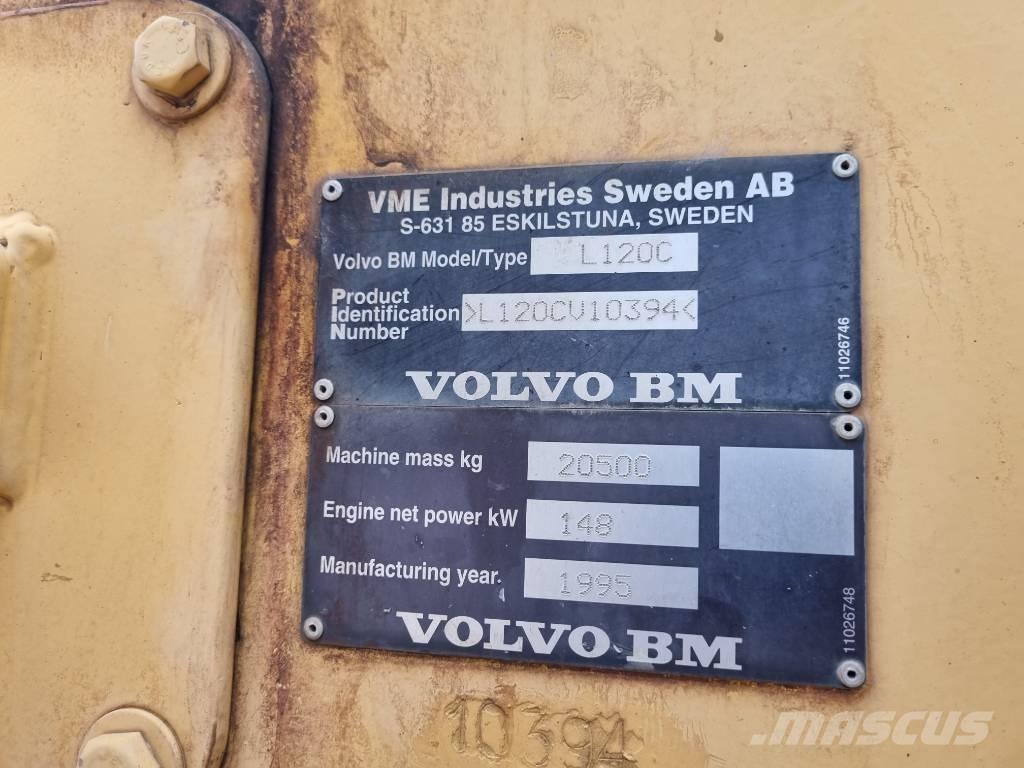 VME Industries Sweden AB
S-631 85 ESKILSTUNA, SWEDEN
Volvo BM Model/Type L120C
Product Identification Number >L120CV10394<
11026746
VOLVO BM
Machine mass kg 20500
Engine net power kW 148
Manufacturing year. 1995
11026748
VOLVO BM
10394
MASCUS